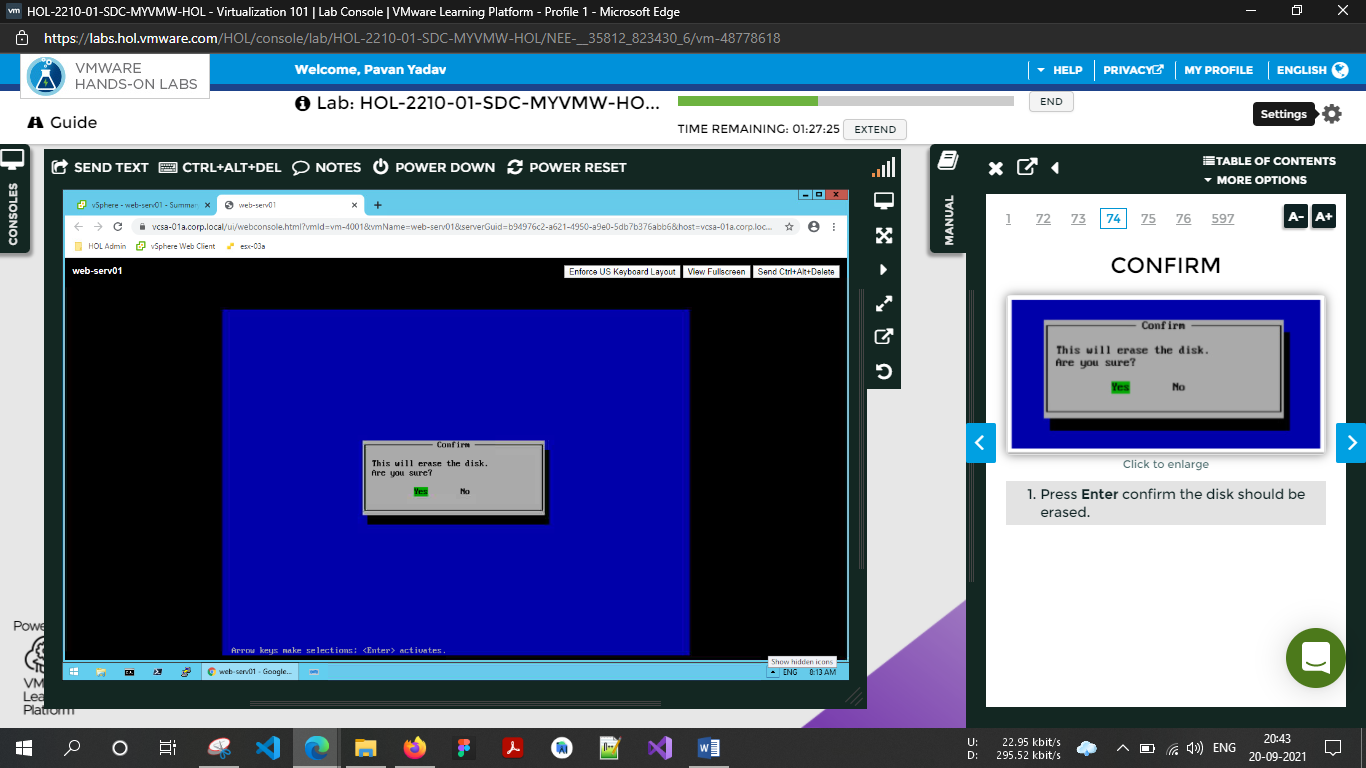 HOL-2210-01-SDC-MYVMW-HOL - Virtualization 101 | Lab Console | VMware Learning Platform - Profile 1 - Microsoft Edge
https://labs.hol.vmware.com/HOL/console/lab/HOL-2210-01-SDC-MYVMW-HOL/NEE-__35812_823430_6/vm-48778618
VMWARE
HANDS-ON LABS
Welcome, Pavan Yadav
HELP
PRIVACY
MY PROFILE
ENGLISH
Lab: HOL-2210-01-SDC-MYVMW-HO...
END
TIME REMAINING: 01:27:25
EXTEND
Guide
Settings
CONSOLES
SEND TEXT
CTRL+ALT+DEL
NOTES
POWER DOWN
POWER RESET
vSphere - web-serv01 - Summar
web-serv01
vcsa-01a.corp.local/ui/webconsole.html?vmId=vm-4001&vmName=web-serv01&serverGuid=b94976c2-a621-4950-a9e0-5db7b376abb6&host=vcsa-01a.corp.loc...
HOL Admin
vSphere Web Client
esx-03a
web-serv01
Enforce US Keyboard Layout
View Fullscreen
Send Ctrl+Alt+Delete
Confirm
This will erase the disk.
Are you sure?
Yes No
Arrow keys make selections: <Enter> activates.
Show hidden icons
web-serv01 - Google...
ENG
8:13 AM
Powe
VM
Lea
Platform
MANUAL
TABLE OF CONTENTS
MORE OPTIONS
1 72 73 74 75 76 597
A- A+
CONFIRM
Confirm
This will erase the disk.
Are you sure?
Yes No
Click to enlarge
1. Press Enter confirm the disk should be
erased.
U: 22.95 kbit/s
D: 295.52 kbit/s
ENG
20:43
20-09-2021